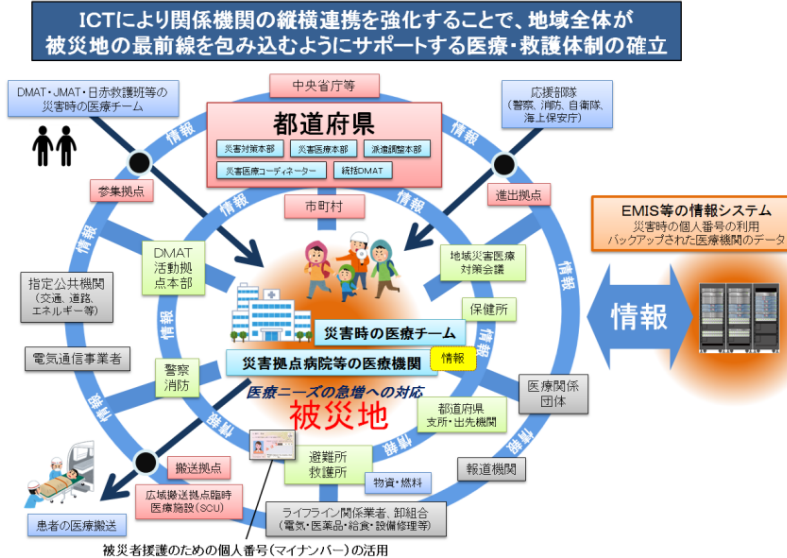 ICTにより関係機関の縦横連携を強化することで、地域全体が
被災地の最前線を包み込むようにサポートする医療・救護体制の確立
DMAT・JMAT・日赤救護班等の
災害時の医療チーム
中央省庁等
応援部隊
(警察、消防、自衛隊、
海上保安庁)
都道府県
災害対策本部
災害医療本部
派遣調整本部
災害医療コーディネーター
統括DMAT
情報
情報
参集拠点
進出拠点
市町村
情報
情報
EMIS等の情報システム
災害時の個人番号の利用
バックアップされた医療機関のデータ
情報
情報
DMAT
活動拠
点本部
地域災害医療
対策会議
指定公共機関
(交通、道路、
エネルギー等)
保健所
情報
情報
情報
災害時の医療チーム
災害拠点病院等の医療機関
情報
電気通信事業者
警察
消防
医療ニーズの急増への対応
被災地
医療関係
団体
都道府県
支所・出先機関
情報
情報
情報
情報
避難所
救護所
搬送拠点
広域搬送拠点臨時
医療施設(SCU)
物資・燃料
報道機関
患者の医療搬送
ライフライン関係業者、卸組合
(電気・医薬品・給食・設備修理等)
被災者援護のための個人番号(マイナンバー)の活用